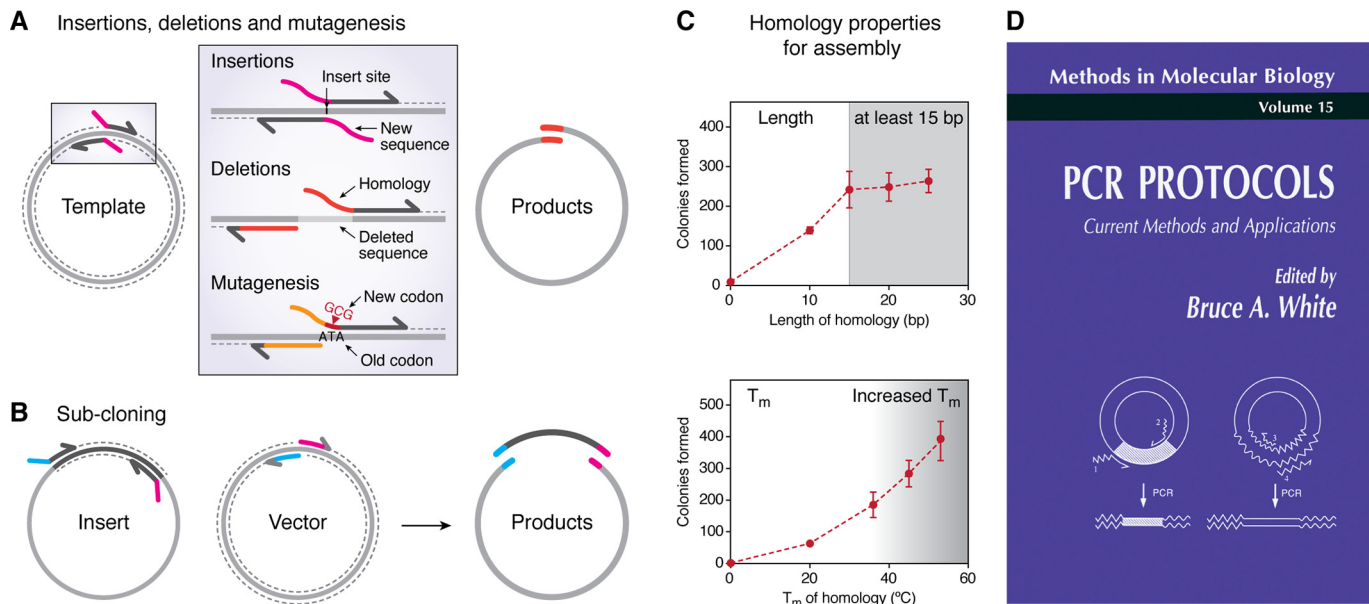 A Insertions, deletions and mutagenesis
Template
Insertions
Insert site
New
sequence
Deletions
Homology
Deleted
sequence
Mutagenesis
GCG
New codon
ATA
Old codon
Products
B Sub-cloning
Insert
Vector
Products
C Homology properties
for assembly
Length
at least 15 bp
Colonies formed
400
300
200
100
0
0
10
20
30
Length of homology (bp)
Tm
Increased Tm
Colonies formed
500
400
300
200
100
0
0
20
40
60
Tm of homology (ºC)
D
Methods in Molecular Biology
Volume 15
PCR PROTOCOLS
Current Methods and Applications
Edited by
Bruce A. White
1
2
3
4
PCR
PCR